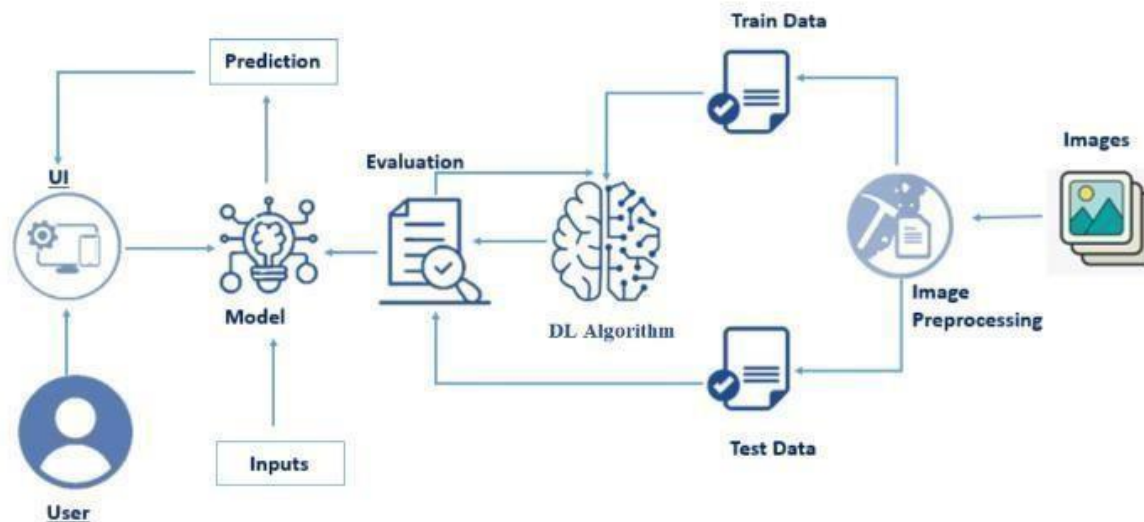 Train Data
Prediction
Images
Evaluation
UI
Image
Preprocessing
Model
DL Algorithm
Test Data
Inputs
User